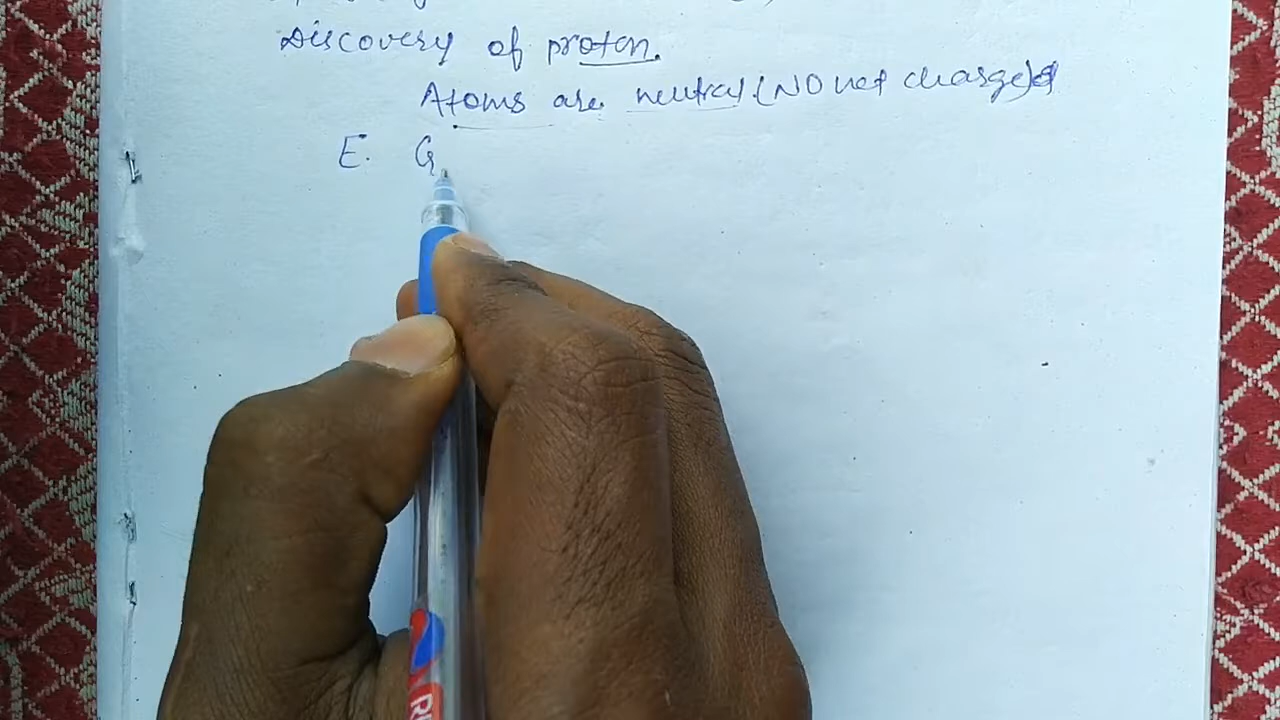 Discovery of proton.
Atoms are neutral (NO net charge)
E. G